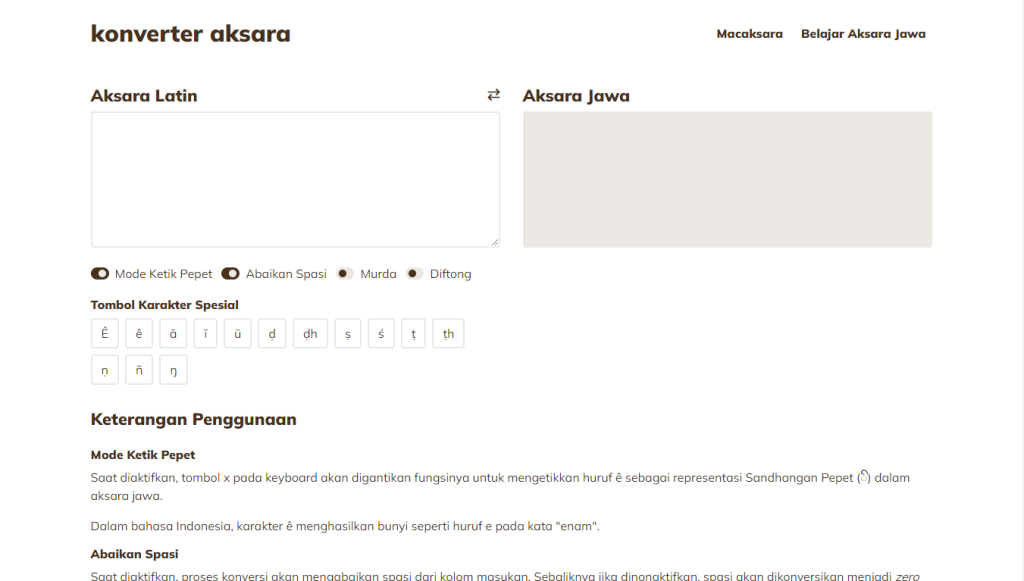 konverter aksara
Macaksara Belajar Aksara Jawa
Aksara Latin ⇄ Aksara Jawa
Mode Ketik Pepet Abaikan Spasi Murda Diftong
Tombol Karakter Spesial
Ê ê ā ī ū ḍ ḍh ṣ ś ṭ ṭh
ṇ ñ ŋ
Keterangan Penggunaan
Mode Ketik Pepet
Saat diaktifkan, tombol x pada keyboard akan digantikan fungsinya untuk mengetikkan huruf ê sebagai representasi Sandhangan Pepet (ꦼ) dalam
aksara jawa.
Dalam bahasa Indonesia, karakter ê menghasilkan bunyi seperti huruf e pada kata "enam".
Abaikan Spasi
Saat diaktifkan, proses konversi akan mengabaikan spasi dari kolom masukan. Sebaliknya jika dinonaktifkan, spasi akan dikonversikan menjadi zero